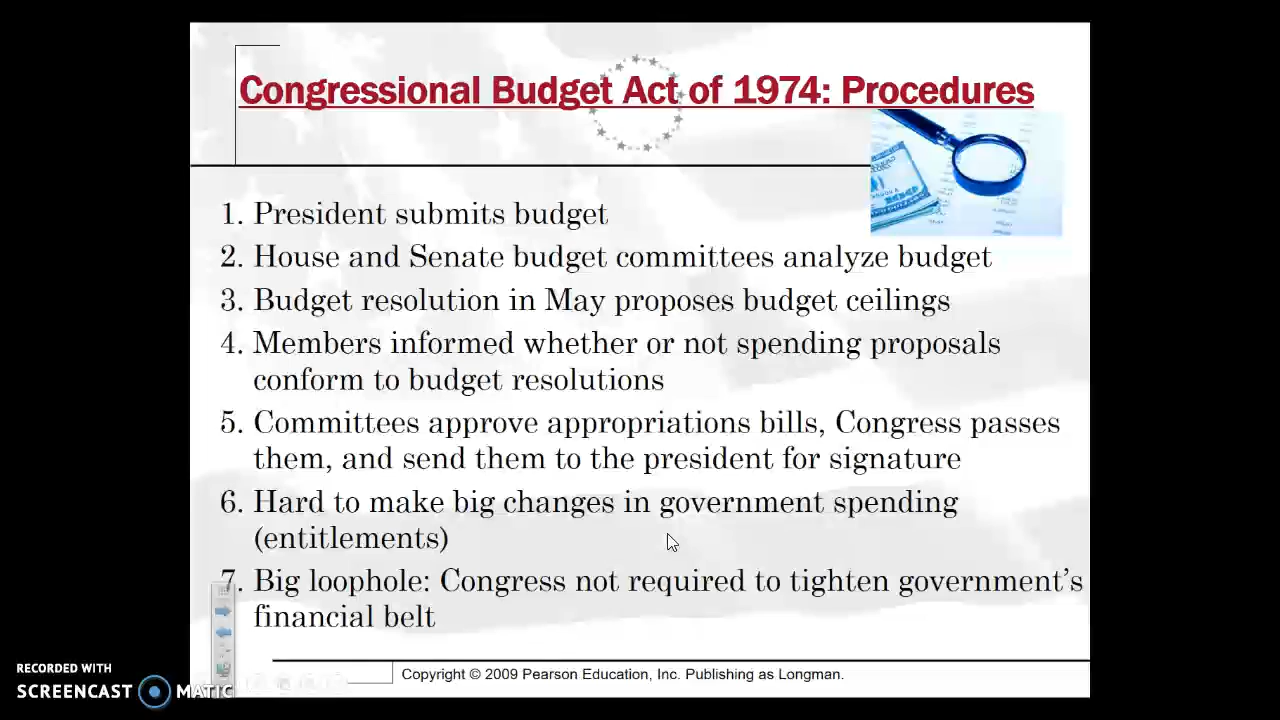 Congressional Budget Act of 1974: Procedures
1. President submits budget
2. House and Senate budget committees analyze budget
3. Budget resolution in May proposes budget ceilings
4. Members informed whether or not spending proposals
conform to budget resolutions
5. Committees approve appropriations bills, Congress passes
them, and send them to the president for signature
6. Hard to make big changes in government spending
(entitlements)
7. Big loophole: Congress not required to tighten government’s
financial belt
Copyright © 2009 Pearson Education, Inc. Publishing as Longman.
RECORDED WITH
SCREENCAST MATIC